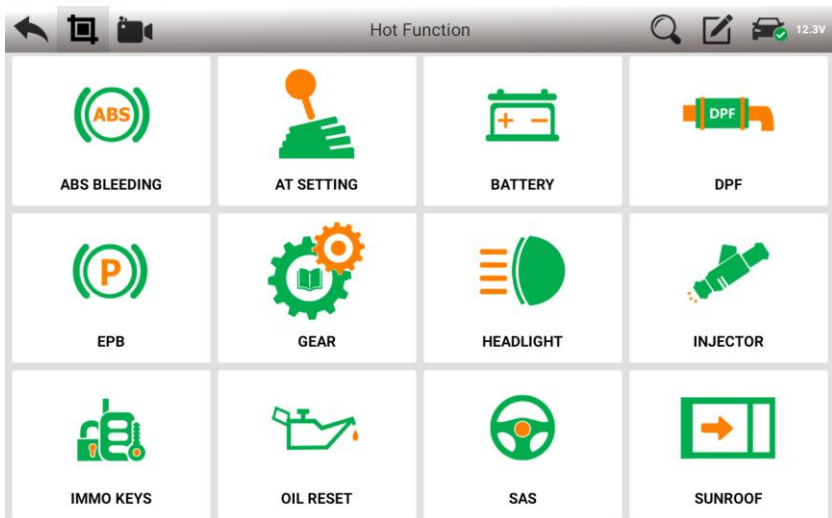 Hot Function
12.3V
ABS
DPF
ABS BLEEDING
AT SETTING
BATTERY
DPF
P
EPB
GEAR
HEADLIGHT
INJECTOR
IMMO KEYS
OIL RESET
SAS
SUNROOF